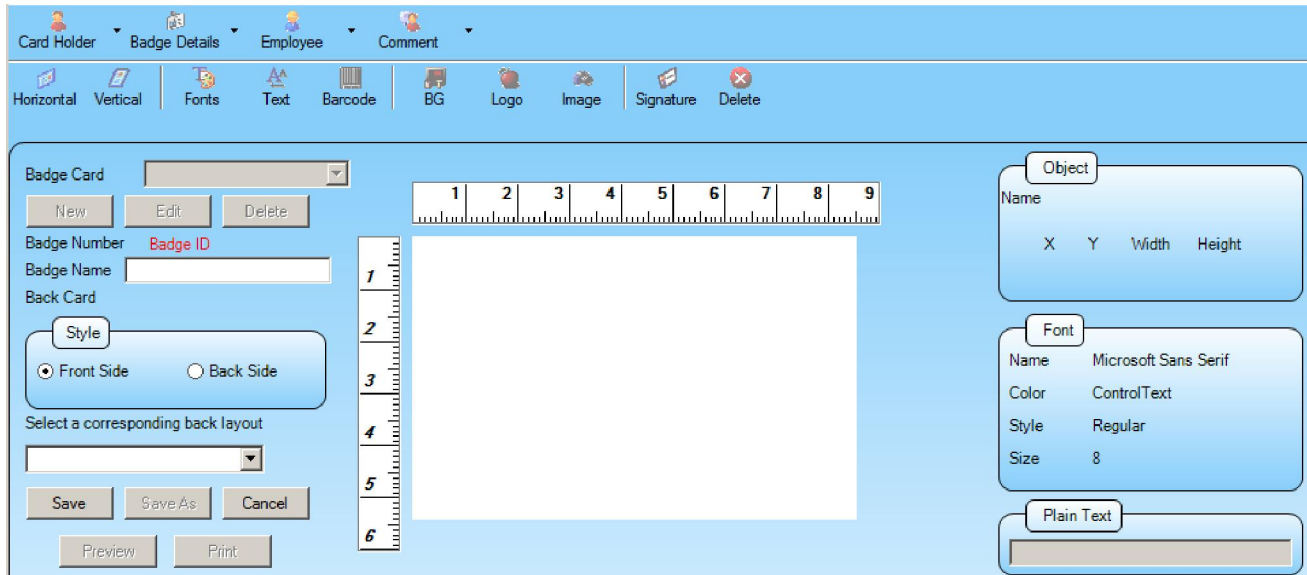 Card Holder Badge Details Employee Comment
Horizontal Vertical Fonts Text Barcode BG Logo Image Signature Delete
Badge Card
New Edit Delete
Badge Number Badge ID
Badge Name
Back Card
Style
Front Side Back Side
Select a corresponding back layout
Save Save As Cancel
Preview Print
1 2 3 4 5 6 7 8 9
1
2
3
4
5
6
Object
Name
X Y Width Height
Font
Name Microsoft Sans Serif
Color ControlText
Style Regular
Size 8
Plain Text